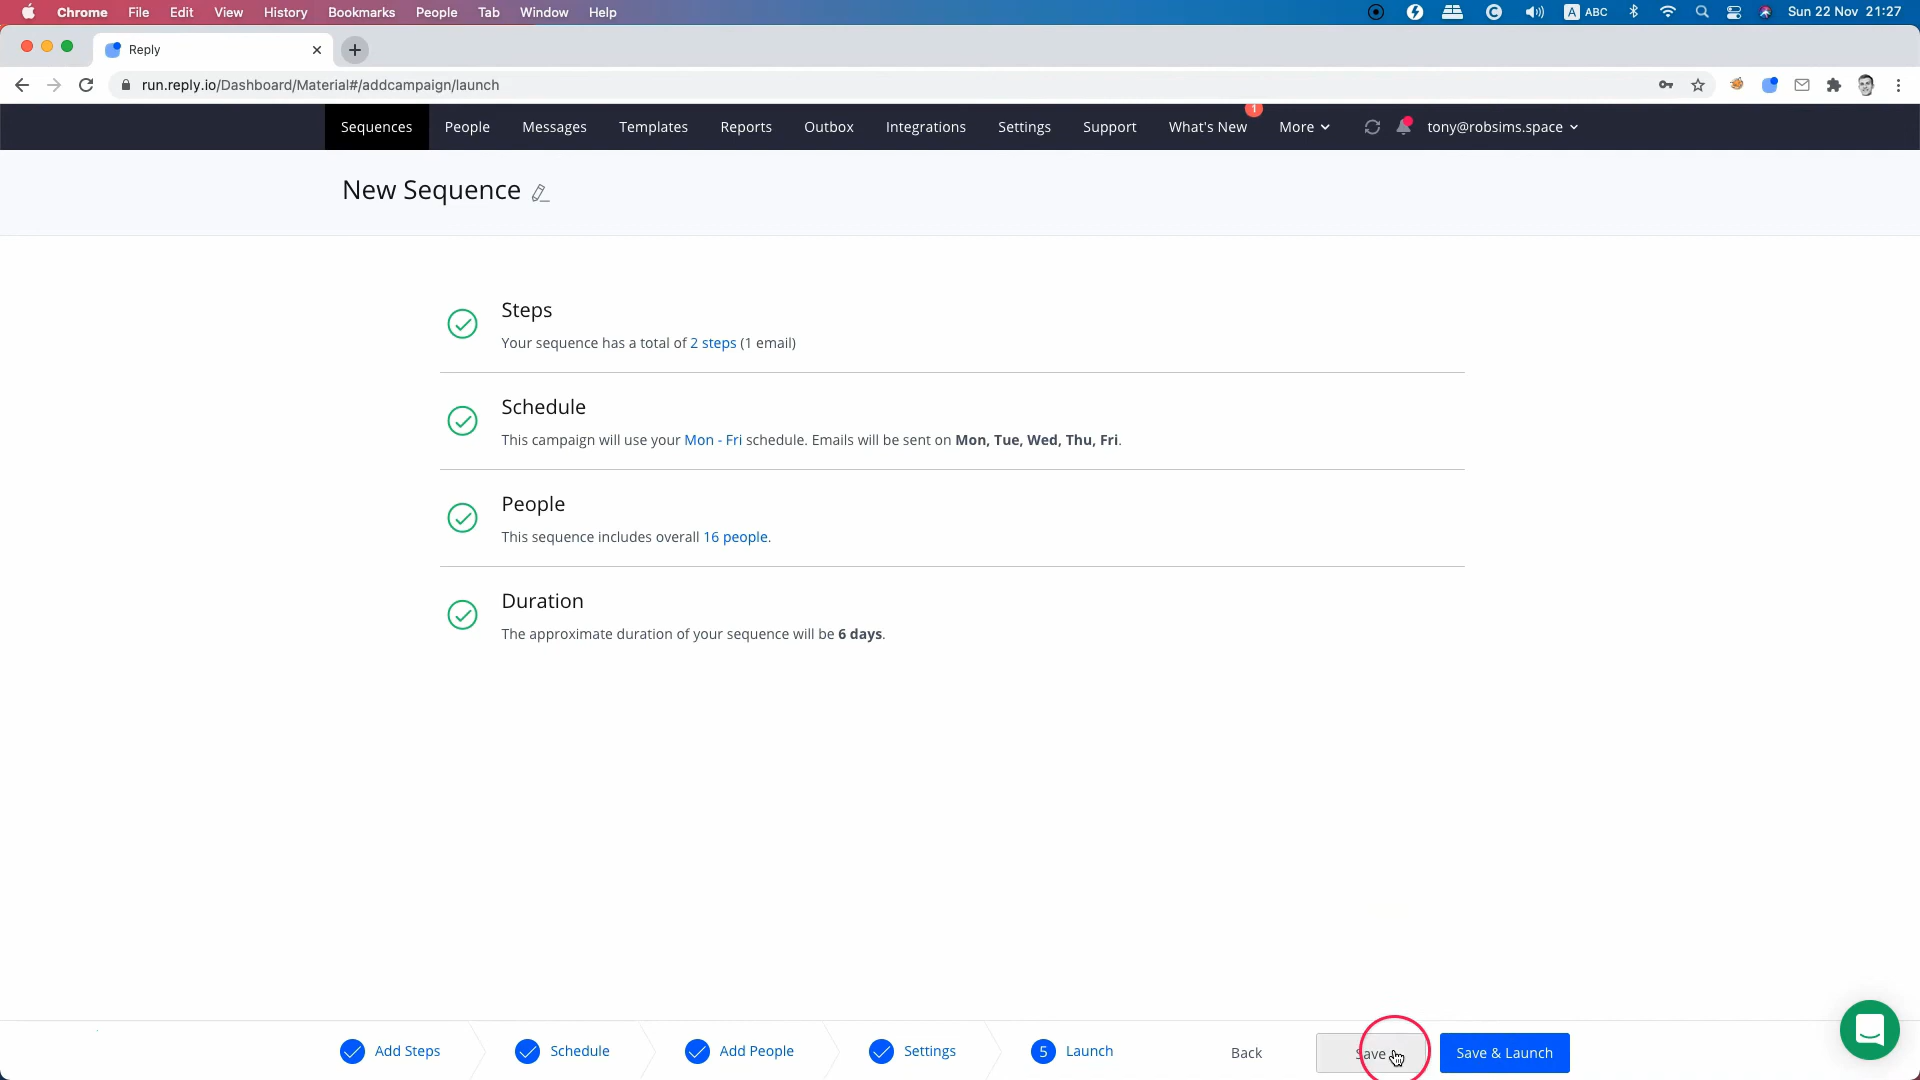 Chrome File Edit View History Bookmarks People Tab Window Help A ABC Sun 22 Nov 21:27
Reply
run.reply.io/Dashboard/Material#/addcampaign/launch
Sequences People Messages Templates Reports Outbox Integrations Settings Support What's New 1 More tony@robsims.space
New Sequence
Steps
Your sequence has a total of 2 steps (1 email)
Schedule
This campaign will use your Mon - Fri schedule. Emails will be sent on Mon, Tue, Wed, Thu, Fri.
People
This sequence includes overall 16 people.
Duration
The approximate duration of your sequence will be 6 days.
Add Steps Schedule Add People Settings 5 Launch Back Save Save & Launch